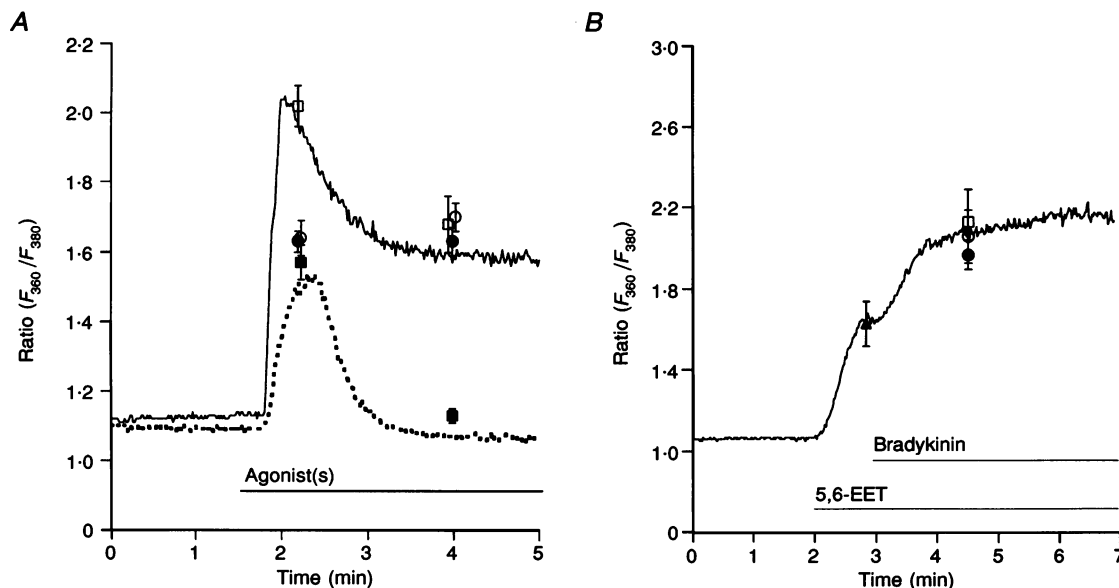 A
Ratio (F360/F380)
2·2
2·0
1·8
1·6
1·4
1·2
1·0
0
Agonist(s)
0 1 2 3 4 5
Time (min)
B
Ratio (F360/F380)
3·0
2·6
2·2
1·8
1·4
1·0
0
Bradykinin
5,6-EET
0 1 2 3 4 5 6 7
Time (min)